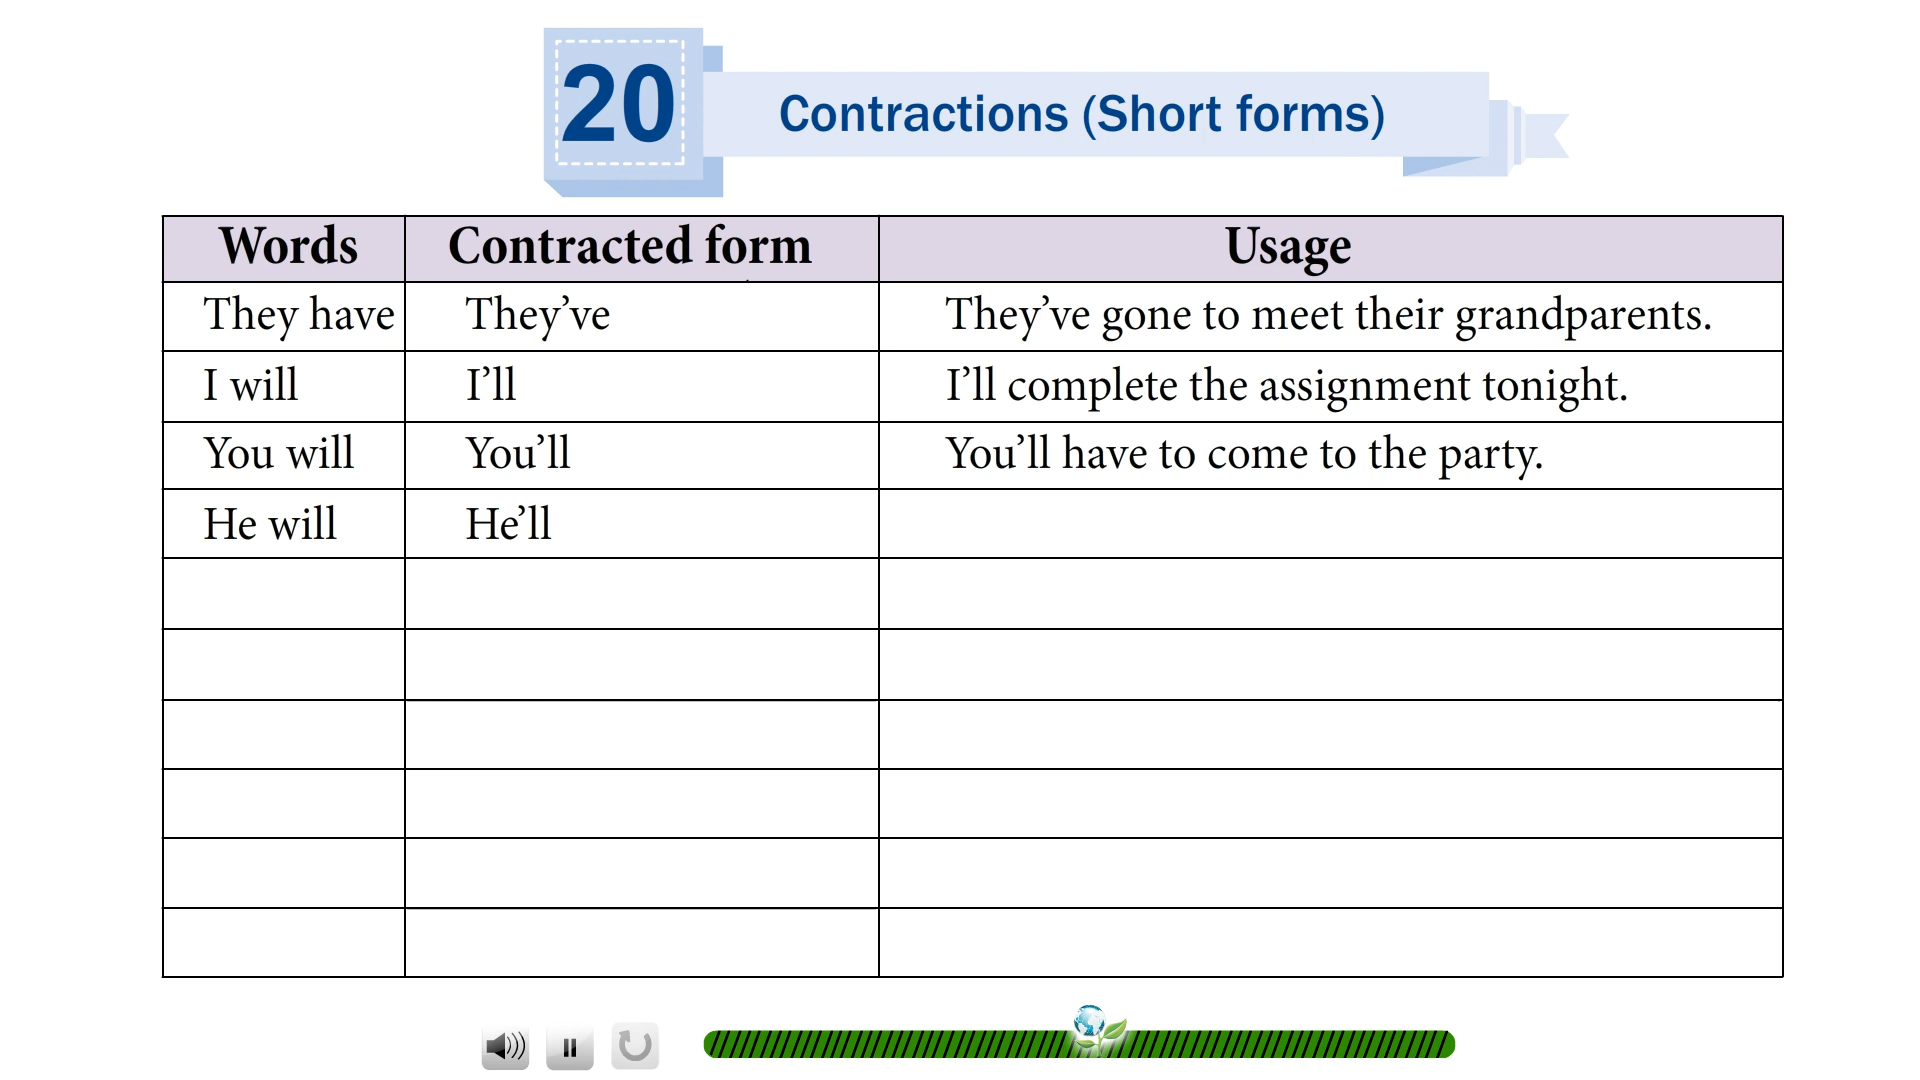 20
Contractions (Short forms)
Words Contracted form Usage
They have They’ve They’ve gone to meet their grandparents.
I will I’ll I’ll complete the assignment tonight.
You will You’ll You’ll have to come to the party.
He will He’ll